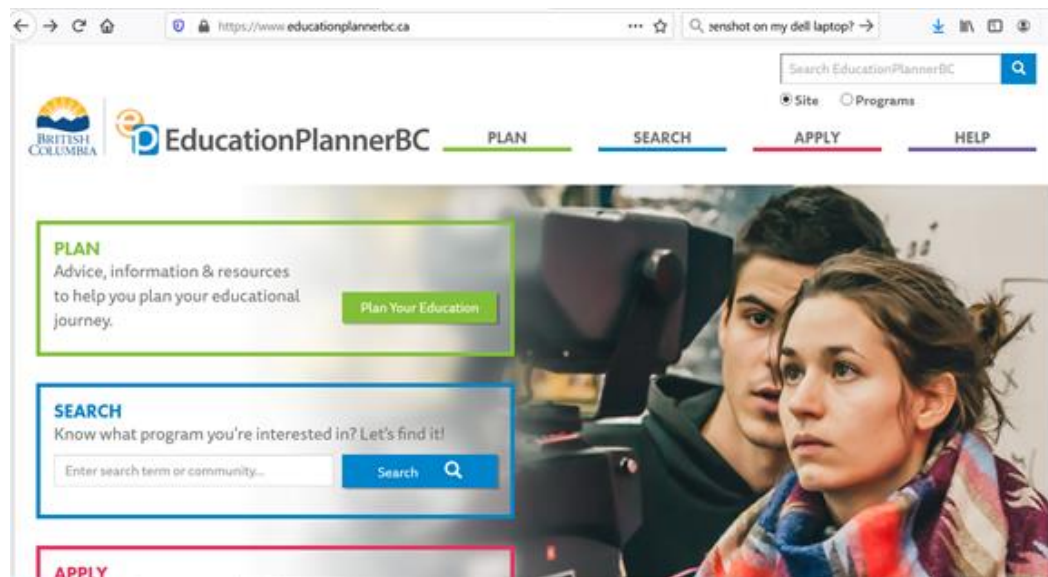 https://www.educationplannerbc.ca
zenshot on my dell laptop?
Search EducationPlannerBC
Site Programs
BRITISH
COLUMBIA
ep EducationPlannerBC
PLAN SEARCH APPLY HELP
PLAN
Advice, information & resources
to help you plan your educational
journey.
Plan Your Education
SEARCH
Know what program you're interested in? Let's find it!
Enter search term or community...
Search
APPLY